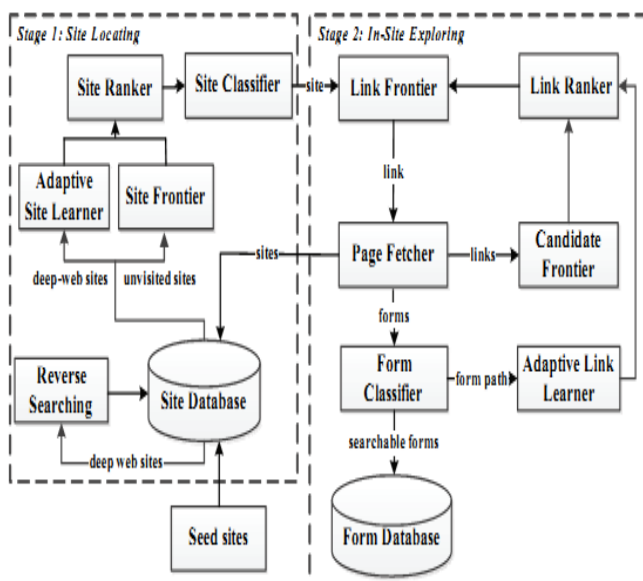 Stage 1: Site Locating
Stage 2: In-Site Exploring
Site Ranker
Site Classifier
site
Link Frontier
Link Ranker
link
Adaptive
Site Learner
Site Frontier
Page Fetcher
links
Candidate
Frontier
sites
deep-web sites
unvisited sites
forms
Reverse
Searching
Site Database
Form
Classifier
form path
Adaptive Link
Learner
deep web sites
searchable forms
Seed sites
Form Database